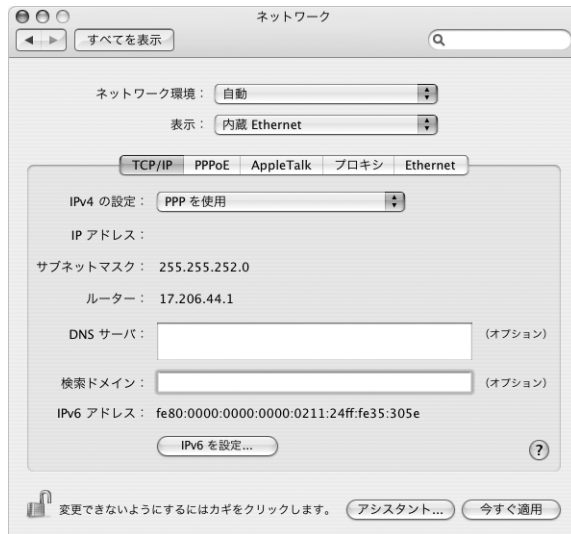 ネットワーク
すべてを表示
ネットワーク環境： 自動
表示： 内蔵 Ethernet
TCP/IP PPPoE AppleTalk プロキシ Ethernet
IPv4 の設定： PPP を使用
IP アドレス：
サブネットマスク： 255.255.252.0
ルーター： 17.206.44.1
DNS サーバ： (オプション)
検索ドメイン： (オプション)
IPv6 アドレス： fe80:0000:0000:0000:0211:24ff:fe35:305e
IPv6 を設定...
?
変更できないようにするにはカギをクリックします。 アシスタント... 今すぐ適用